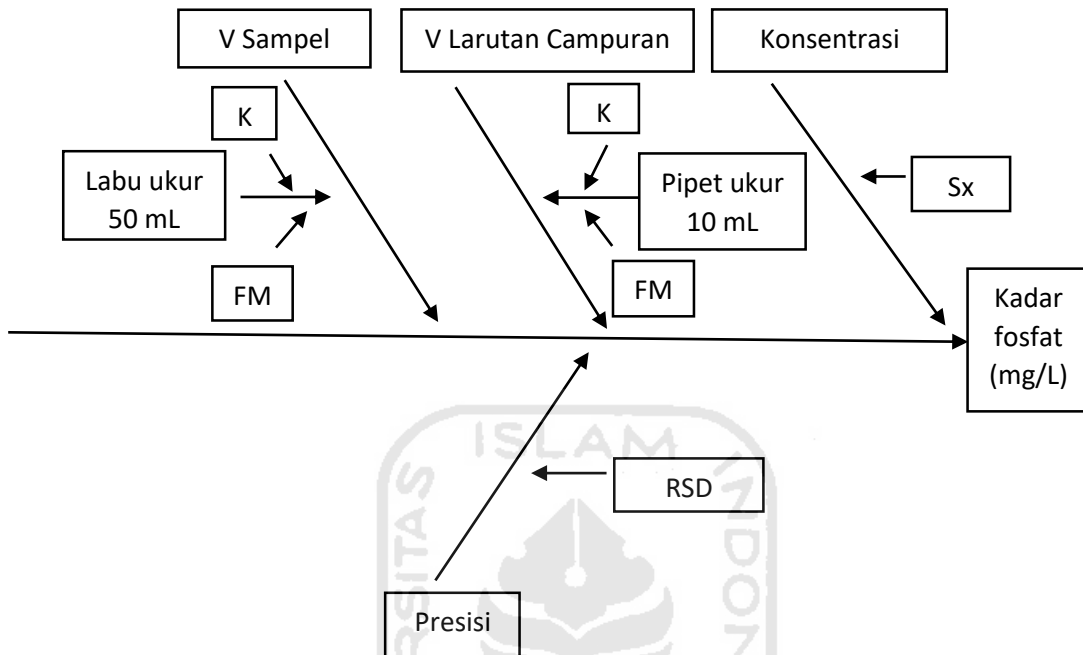 V Sampel
V Larutan Campuran
Konsentrasi
K
K
Labu ukur
50 mL
Pipet ukur
10 mL
Sx
FM
FM
Kadar
fosfat
(mg/L)
ISLAM
RSD
Presisi